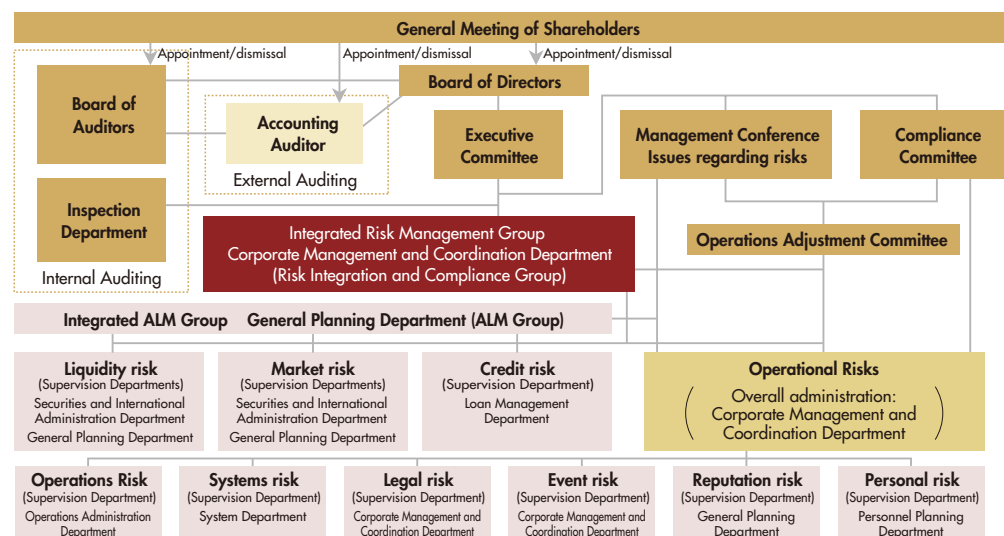 General Meeting of Shareholders
Appointment/dismissal
Appointment/dismissal
Appointment/dismissal
Board of
Auditors
Accounting
Auditor
External Auditing
Board of Directors
Executive
Committee
Management Conference
Issues regarding risks
Compliance
Committee
Inspection
Department
Internal Auditing
Integrated Risk Management Group
Corporate Management and Coordination Department
(Risk Integration and Compliance Group)
Operations Adjustment Committee
Integrated ALM Group General Planning Department (ALM Group)
Liquidity risk
(Supervision Departments)
Securities and International
Administration Department
General Planning Department
Market risk
(Supervision Departments)
Securities and International
Administration Department
General Planning Department
Credit risk
(Supervision Department)
Loan Management
Department
Operational Risks
(Overall administration:
Corporate Management and
Coordination Department)
Operations Risk
(Supervision Department)
Operations Administration
Department
Systems risk
(Supervision Department)
System Department
Legal risk
(Supervision Department)
Corporate Management and
Coordination Department
Event risk
(Supervision Department)
Corporate Management and
Coordination Department
Reputation risk
(Supervision Department)
General Planning
Department
Personal risk
(Supervision Department)
Personnel Planning
Department